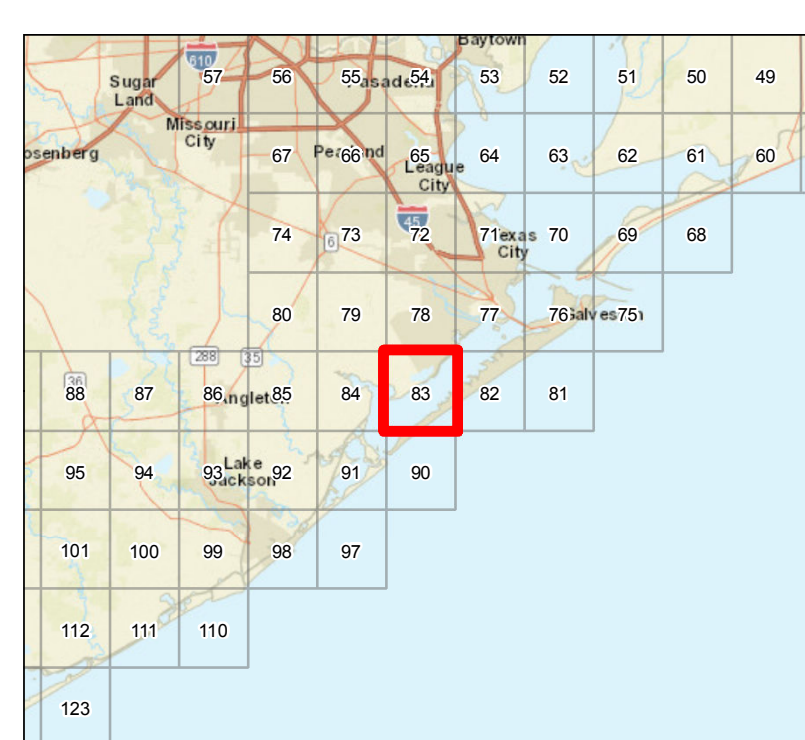 Baytown
610
57 56 55 Pasadena 54 53 52 51 50 49
Sugar
Land
Missouri
City
osenberg
67 Pearland 66 65 64 63 62 61 60
League
City
45
74 6 73 72 71 Texas 70 69 68
City
80 79 78 77 76 Galveston 75
288 35
36
88 87 86 Angleton 85 84 83 82 81
95 94 93 Lake 92 91 90
Jackson
101 100 99 98 97
112 111 110
123